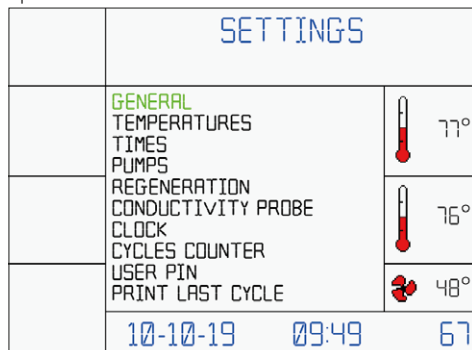 SETTINGS
GENERAL
TEMPERATURES
TIMES
PUMPS
REGENERATION
CONDUCTIVITY PROBE
CLOCK
CYCLES COUNTER
USER PIN
PRINT LAST CYCLE
77°
76°
48°
10-10-19 09:49 67